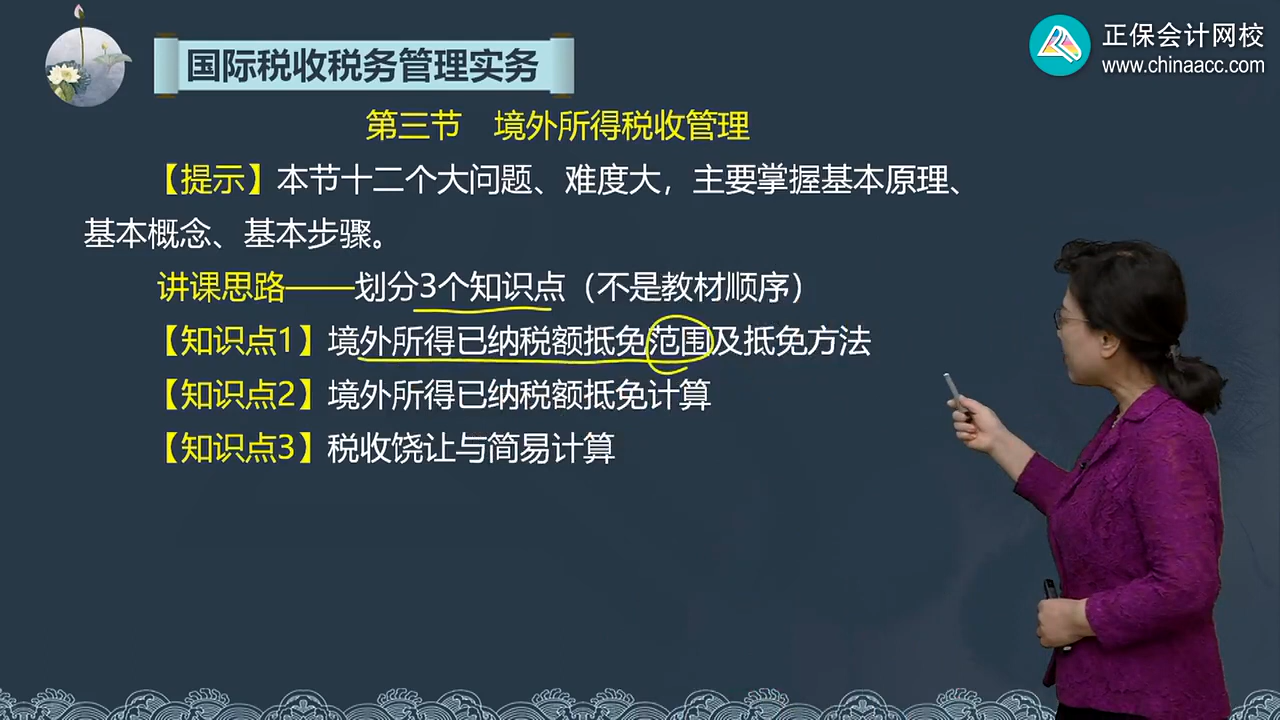 正保会计网校
www.chinaacc.com
国际税收税务管理实务
第三节 境外所得税收管理
【提示】本节十二个大问题、难度大，主要掌握基本原理、
基本概念、基本步骤。
讲课思路——划分3个知识点（不是教材顺序）
【知识点1】境外所得已纳税额抵免范围及抵免方法
【知识点2】境外所得已纳税额抵免计算
【知识点3】税收饶让与简易计算